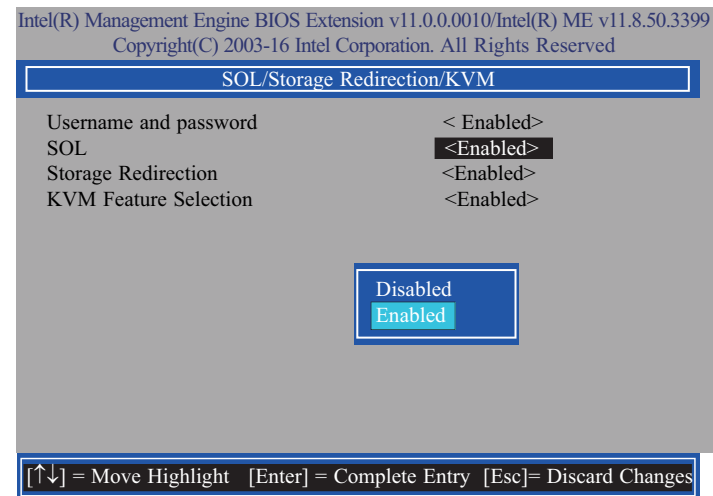 Intel(R) Management Engine BIOS Extension v11.0.0.0010/Intel(R) ME v11.8.50.3399
Copyright(C) 2003-16 Intel Corporation. All Rights Reserved
SOL/Storage Redirection/KVM
Username and password < Enabled>
SOL <Enabled>
Storage Redirection <Enabled>
KVM Feature Selection <Enabled>
Disabled
Enabled
[↑↓] = Move Highlight [Enter] = Complete Entry [Esc]= Discard Changes